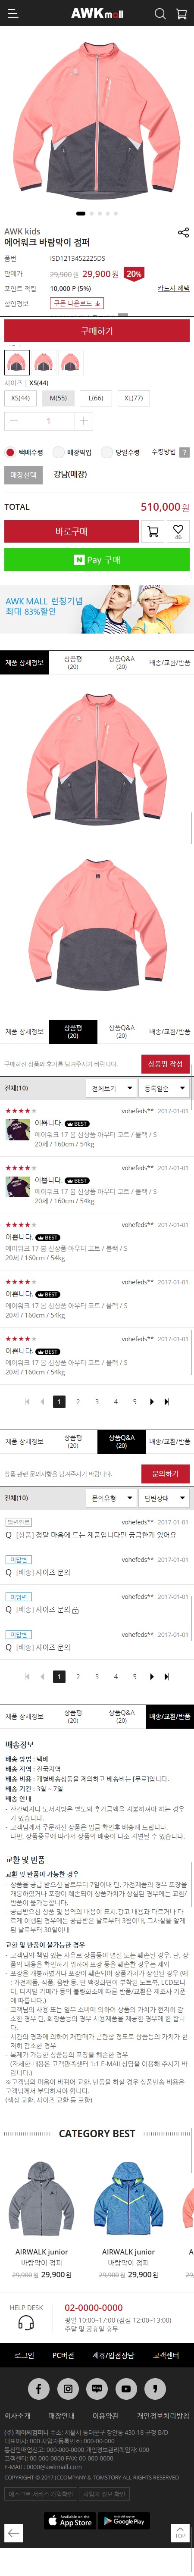 AWKmall
AWK kids
에어워크 바람막이 점퍼
품번 ISD1213452225DS
판매가 29,900원 29,900원 20%
포인트 적립 10,000 P (5%) 카드사 혜택
할인정보 쿠폰 다운로드
구매하기
사이즈 | XS(44)
XS(44) M(55) L(66) XL(77)
1
택배수령 매장픽업 당일수령 수령방법 ?
매장선택 강남(매장)
TOTAL 510,000원
바로구매 46
N Pay 구매
AWK MALL 런칭기념
최대 83%할인
제품 상세정보 상품평 (20) 상품Q&A (20) 배송/교환/반품
제품 상세정보 상품평 (20) 상품Q&A (20) 배송/교환/반품
구매하신 상품의 후기를 남겨주시기 바랍니다. 상품평 작성
전체(10) 전체보기 등록일순
★★★★★ vohefeds** 2017-01-01
이쁩니다. BEST
에어워크 17 봄 신상품 아우터 코트 / 블랙 / S
20세 / 160cm / 54kg
★★★★★ vohefeds** 2017-01-01
이쁩니다. BEST
에어워크 17 봄 신상품 아우터 코트 / 블랙 / S
20세 / 160cm / 54kg
★★★★★ vohefeds** 2017-01-01
이쁩니다. BEST
에어워크 17 봄 신상품 아우터 코트 / 블랙 / S
20세 / 160cm / 54kg
★★★★★ vohefeds** 2017-01-01
이쁩니다. BEST
에어워크 17 봄 신상품 아우터 코트 / 블랙 / S
20세 / 160cm / 54kg
★★★★★ vohefeds** 2017-01-01
이쁩니다. BEST
에어워크 17 봄 신상품 아우터 코트 / 블랙 / S
20세 / 160cm / 54kg
1 2 3 4 5
제품 상세정보 상품평 (20) 상품Q&A (20) 배송/교환/반품
상품 관련 문의사항을 남겨주시기 바랍니다. 문의하기
전체(10) 문의유형 답변상태
답변완료 vohefeds** 2017-01-01
Q [상품] 정말 마음에 드는 제품입니다만 궁금한게 있어요
미답변 vohefeds** 2017-01-01
Q [배송] 사이즈 문의
미답변 vohefeds** 2017-01-01
Q [배송] 사이즈 문의
미답변 vohefeds** 2017-01-01
Q [배송] 사이즈 문의
1 2 3 4 5
제품 상세정보 상품평 (20) 상품Q&A (20) 배송/교환/반품
배송정보
배송 방법 : 택배
배송 지역 : 전국지역
배송 비용 : 개별배송상품을 제외하고 배송비는 [무료]입니다.
배송 기간 : 3일 ~ 7일
배송 안내
- 산간벽지나 도서지방은 별도의 추가금액을 지불하셔야 하는 경우가 있습니다.
- 고객님께서 주문하신 상품은 입금 확인후 배송해 드립니다.
다만, 상품종류에 따라서 상품의 배송이 다소 지연될 수 있습니다.
교환 및 반품
교환 및 반품이 가능한 경우
- 상품을 공급 받으신 날로부터 7일이내 단, 가전제품의 경우 포장을 개봉하였거나 포장이 훼손되어 상품가치가 상실된 경우에는 교환/반품이 불가능합니다.
- 공급받으신 상품 및 용역의 내용이 표시.광고 내용과 다르거나 다르게 이행된 경우에는 공급받은 날로부터 3월이내, 그사실을 알게 된 날로부터 30일이내
교환 및 반품이 불가능한 경우
- 고객님의 책임 있는 사유로 상품등이 멸실 또는 훼손된 경우. 단, 상품의 내용을 확인하기 위하여 포장 등을 훼손한 경우는 제외
- 포장을 개봉하였거나 포장이 훼손되어 상품가치가 상실된 경우 (예 : 가전제품, 식품, 음반 등, 단 액정화면이 부착된 노트북, LCD모니터, 디지털 카메라 등의 불량화소에 따른 반품/교환은 제조사 기준에 따릅니다.)
- 고객님의 사용 또는 일부 소비에 의하여 상품의 가치가 현저히 감소한 경우 단, 화장품등의 경우 시용제품을 제공한 경우에 한 합니다.
- 시간의 경과에 의하여 재판매가 곤란할 정도로 상품등의 가치가 현저히 감소한 경우
- 복제가 가능한 상품등의 포장을 훼손한 경우
(자세한 내용은 고객만족센터 1:1 E-MAIL상담을 이용해 주시기 바랍니다.)
※고객님의 마음이 바뀌어 교환, 반품을 하실 경우 상품반송 비용은 고객님께서 부담하셔야 합니다.
(색상 교환, 사이즈 교환 등 포함)
CATEGORY BEST
AIRWALK junior AIRWALK junior
바람막이 점퍼 바람막이 점퍼
29,900원 29,900원 29,900원 29,900원
HELP DESK 02-0000-0000
평일 10:00~17:00 (점심 12:00~13:00)
주말 및 공휴일 휴무
로그인 PC버전 제휴/입점상담 고객센터
회사소개 매장안내 이용약관 개인정보처리방침
(주) 제이씨컴퍼니 주소: 서울시 동대문구 장안동 430-18 규정 B/D
대표이사: 000 사업자등록번호: 000-00-000
통신판매업신고: 000-000-0000 개인정보관리책임자: 000
고객센터: 00-000-0000 FAX: 00-000-0000
E-MAIL: 0000@awkmall.com
COPYRIGHT © 2017 JCCOMPANY & TOMSTORY ALL RIGHTS RESERVED
에스크로 서비스 가입확인 사업자 정보 확인
Available on the App Store
Google Play
TOP